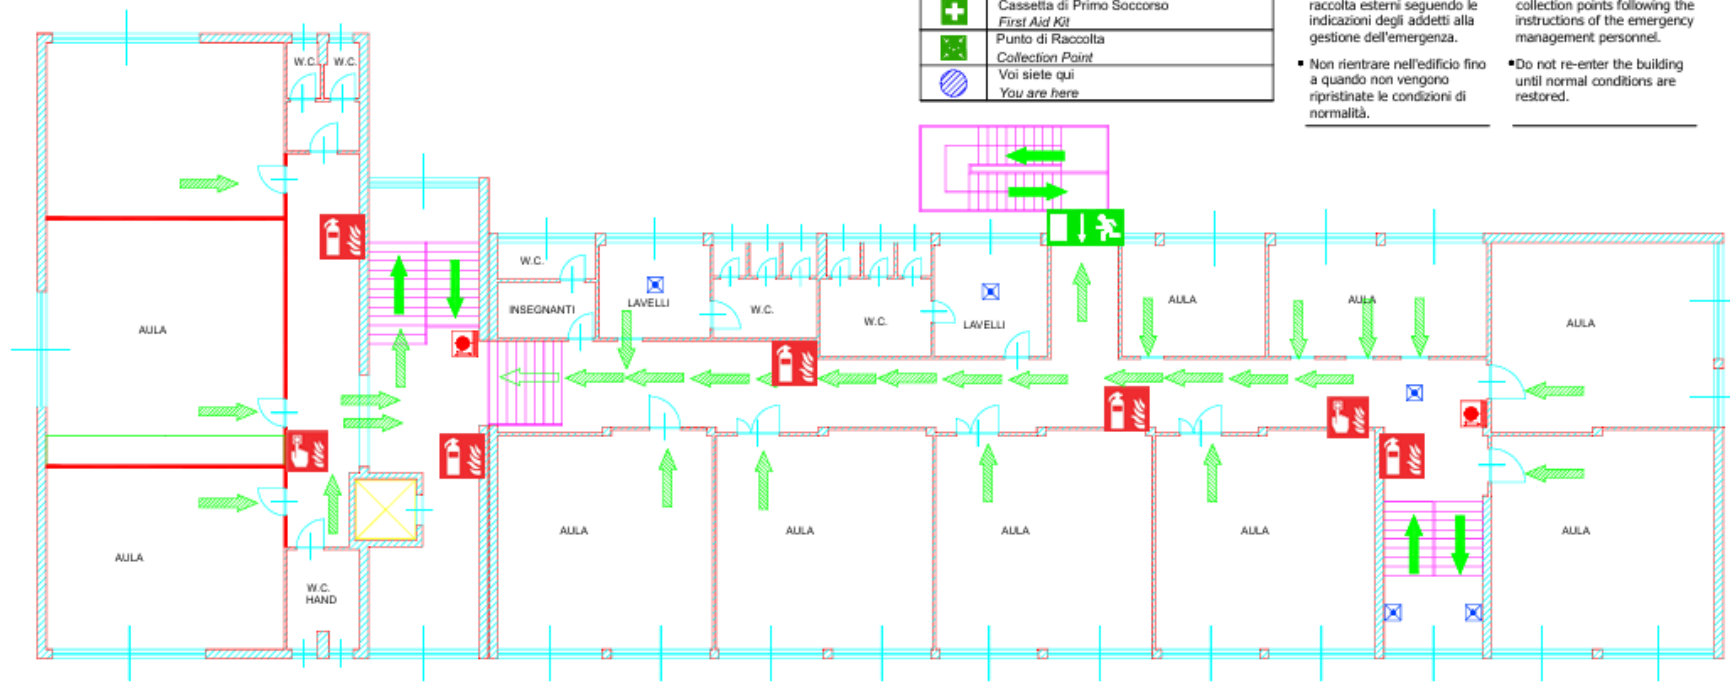 Cassetta di Primo Soccorso
First Aid Kit
Punto di Raccolta
Collection Point
Voi siete qui
You are here
raccolta esterni seguendo le
indicazioni degli addetti alla
gestione dell'emergenza.
Non rientrare nell'edificio fino
a quando non vengono
ripristinate le condizioni di
normalità.
collection points following the
instructions of the emergency
management personnel.
Do not re-enter the building
until normal conditions are
restored.
W.C.
W.C.
W.C.
INSEGNANTI
LAVELLI
W.C.
W.C.
LAVELLI
AULA
AULA
AULA
AULA
AULA
AULA
AULA
AULA
AULA
AULA
W.C.
HAND